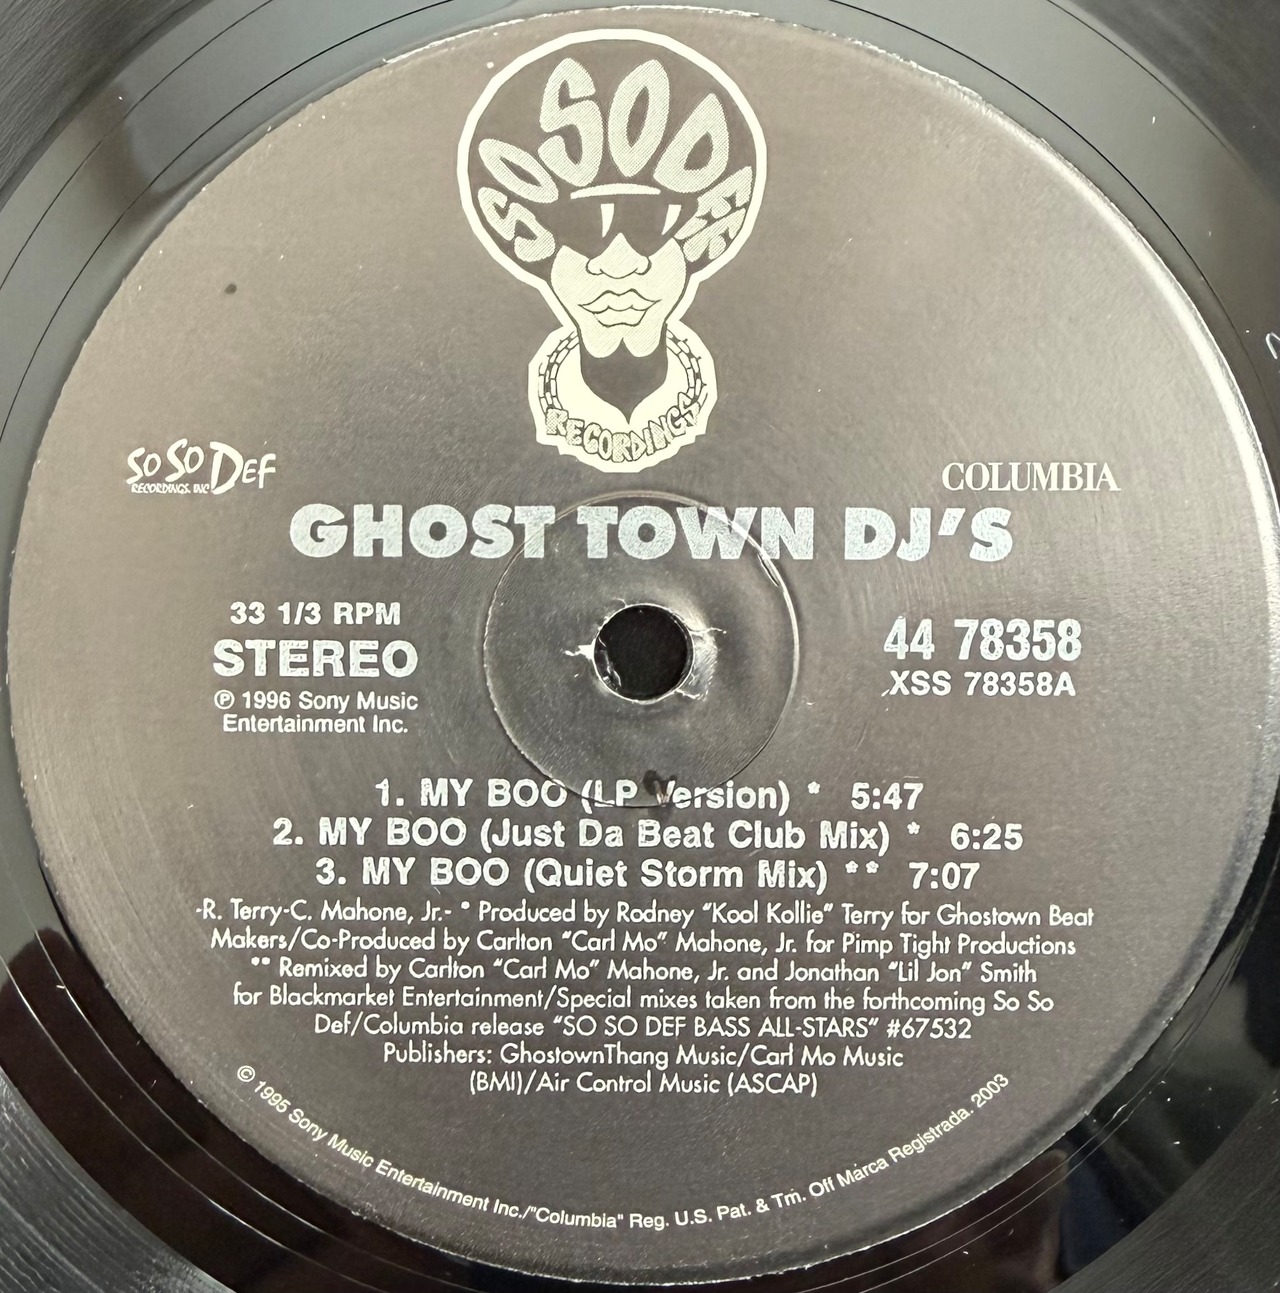 SO SO DEF
RECORDINGS
SO SO DEF
RECORDINGS, INC
COLUMBIA
GHOST TOWN DJ'S
33 1/3 RPM
STEREO
℗ 1996 Sony Music
Entertainment Inc.
44 78358
XSS 78358A
1. MY BOO (LP Version) * 5:47
2. MY BOO (Just Da Beat Club Mix) * 6:25
3. MY BOO (Quiet Storm Mix) ** 7:07
-R. Terry-C. Mahone, Jr.- * Produced by Rodney "Kool Kollie" Terry for Ghostown Beat
Makers/Co-Produced by Carlton "Carl Mo" Mahone, Jr. for Pimp Tight Productions
** Remixed by Carlton "Carl Mo" Mahone, Jr. and Jonathan "Lil Jon" Smith
for Blackmarket Entertainment/Special mixes taken from the forthcoming So So
Def/Columbia release "SO SO DEF BASS ALL-STARS" #67532
Publishers: GhostownThang Music/Carl Mo Music
(BMI)/Air Control Music (ASCAP)
© 1995 Sony Music Entertainment Inc./"Columbia" Reg. U.S. Pat. & Tm. Off Marca Registrada. 2003